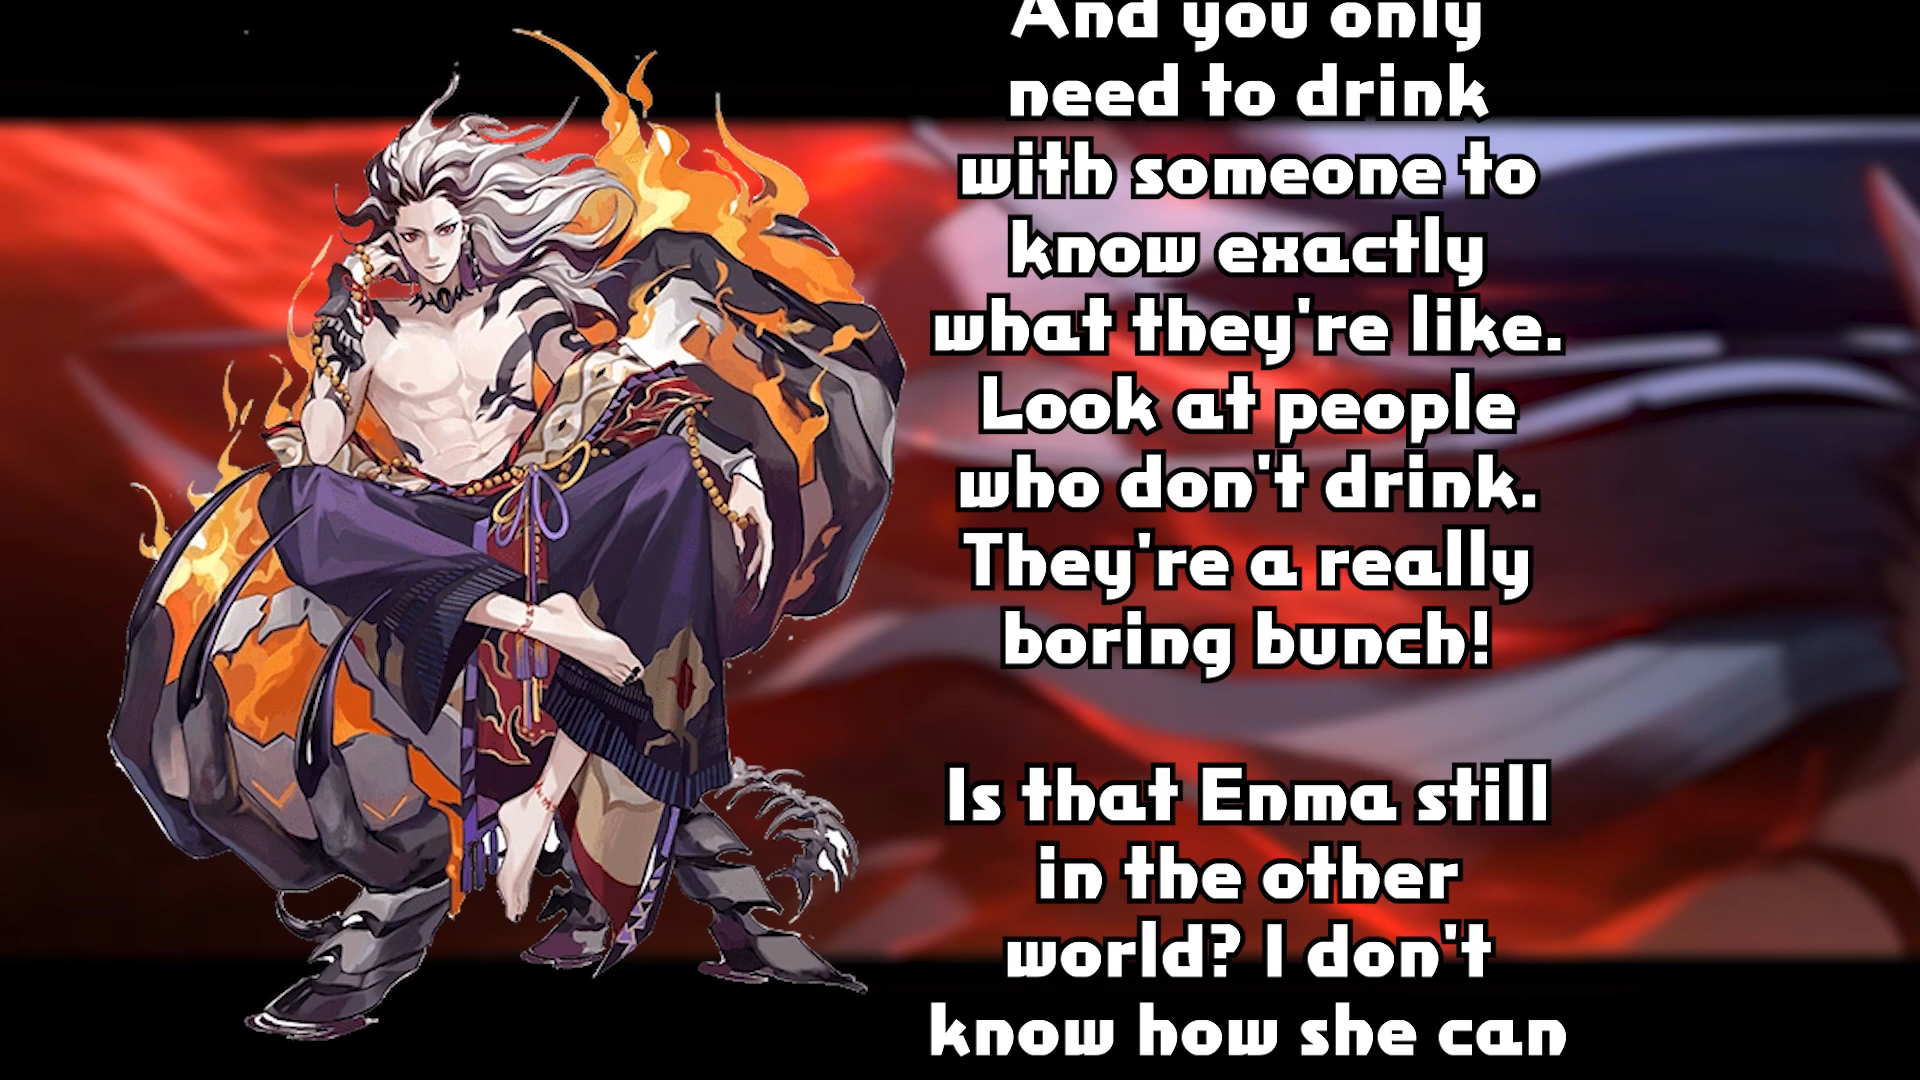 And you only
need to drink
with someone to
know exactly
what they're like.
Look at people
who don't drink.
They're a really
boring bunch!
Is that Enma still
in the other
world? I don't
know how she can